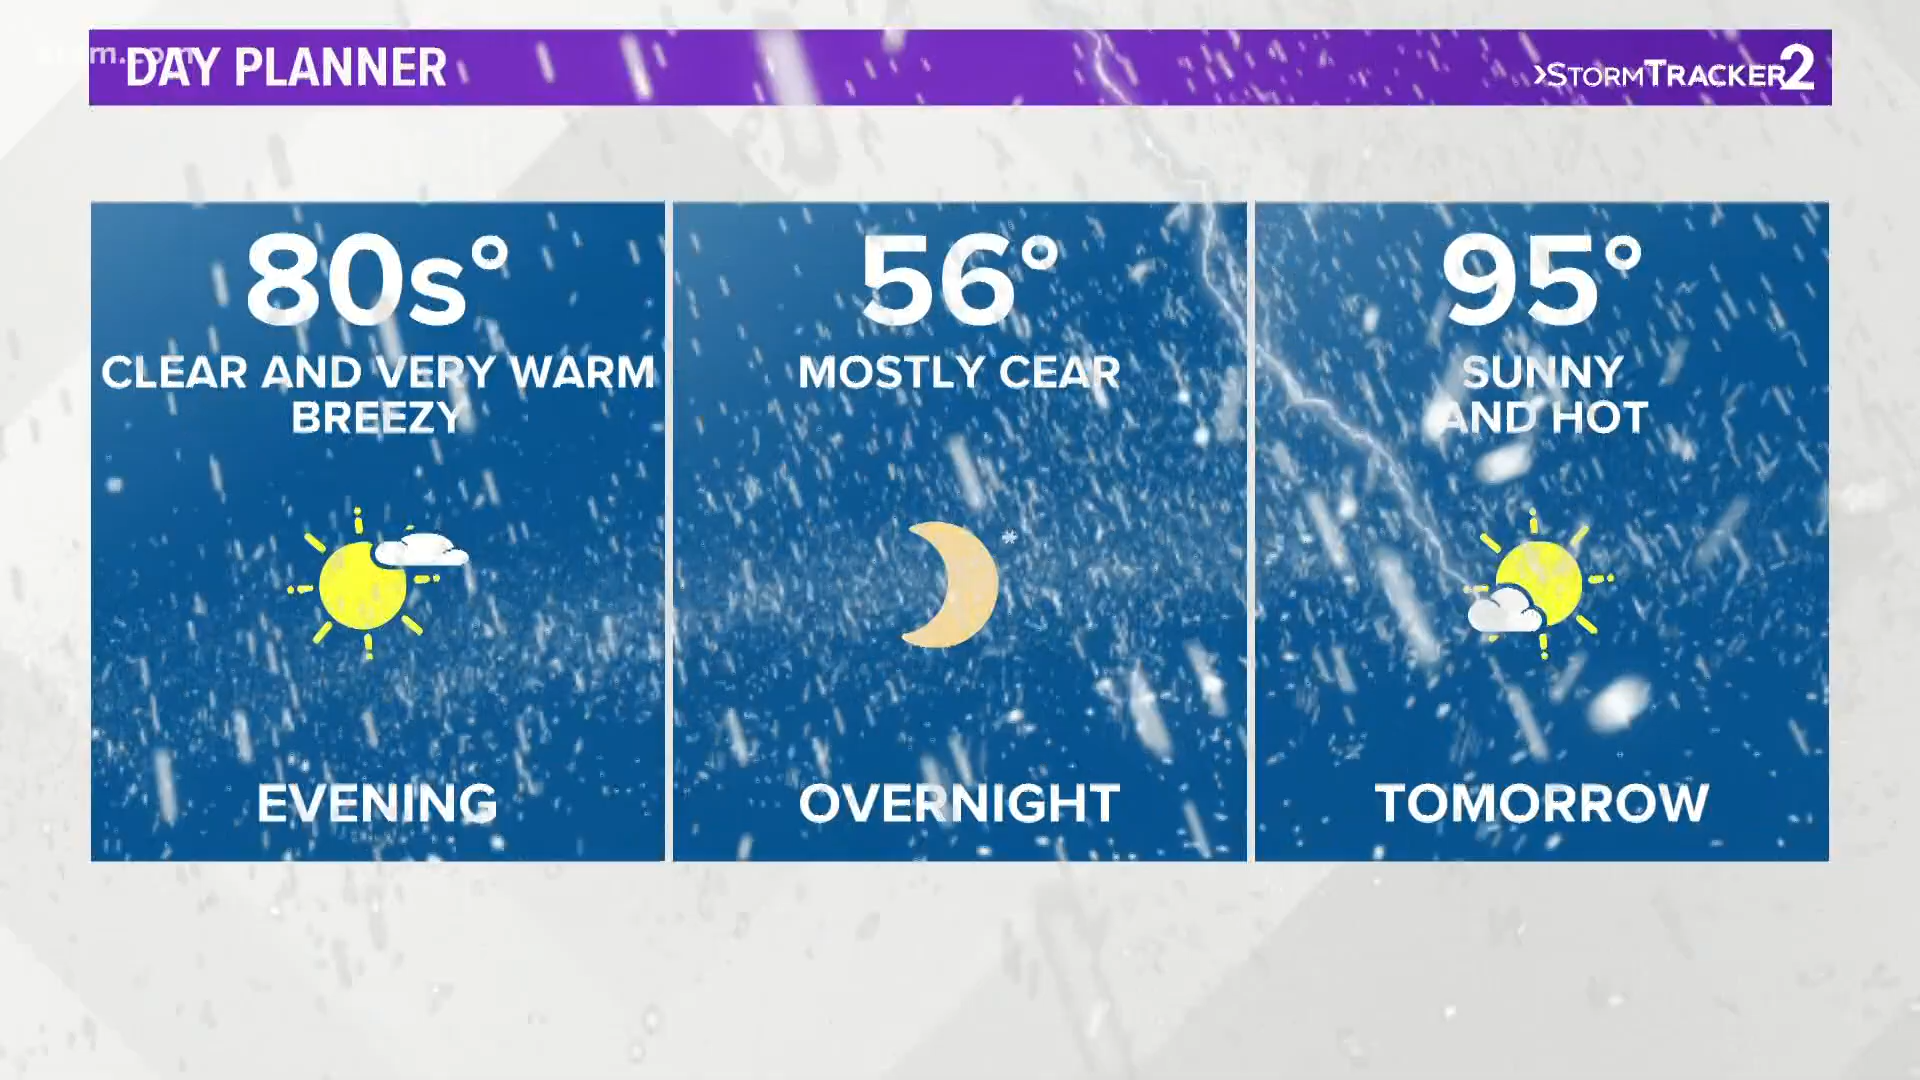 DAY PLANNER
›STORMTRACKER2
80s°
CLEAR AND VERY WARM
BREEZY
EVENING
56°
MOSTLY CEAR
OVERNIGHT
95°
SUNNY
AND HOT
TOMORROW